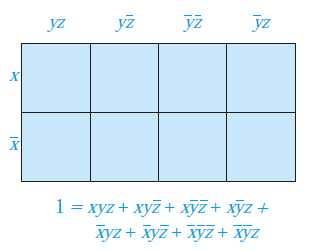 yz yz̄ ȳz̄ ȳz
x
x̄
1 = xyz + xyz̄ + xȳz̄ + xȳz +
x̄yz + x̄yz̄ + x̄ȳz̄ + x̄ȳz